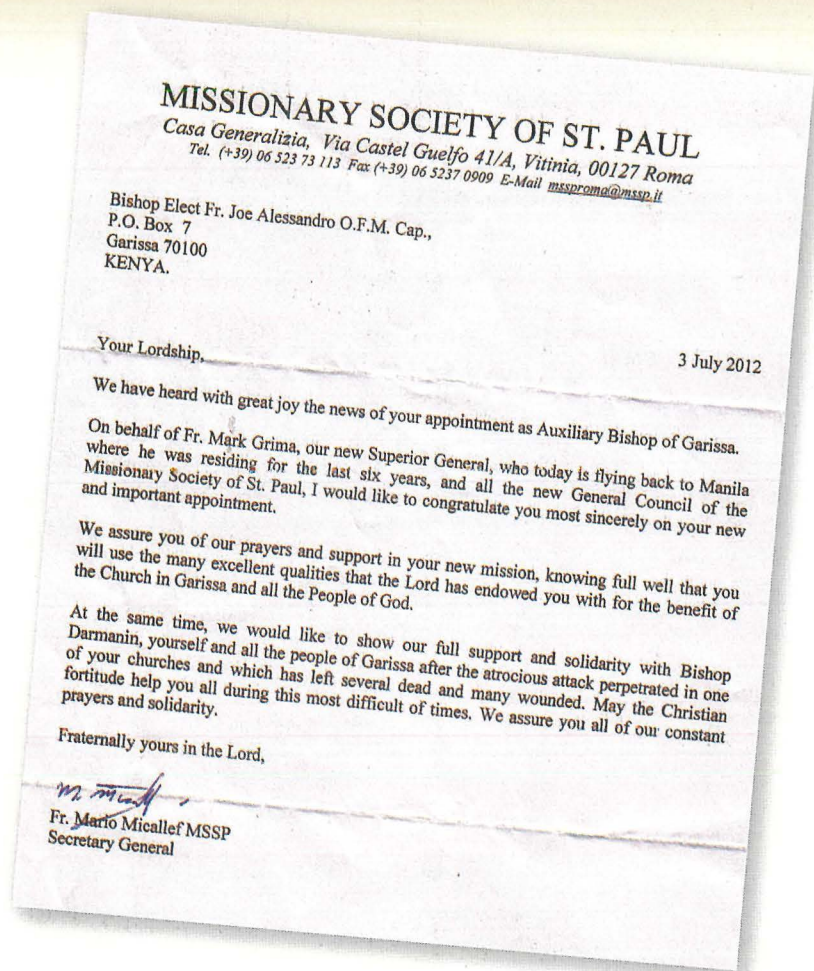 MISSIONARY SOCIETY OF ST. PAUL
Casa Generalizia, Via Castel Guelfo 41/A, Vitinia, 00127 Roma
Tel. (+39) 06 523 73 113 Fax (+39) 06 5237 0909 E-Mail mssproma@mssp.it
Bishop Elect Fr. Joe Alessandro O.F.M. Cap.,
P.O. Box 7
Garissa 70100
KENYA.
3 July 2012
Your Lordship,
We have heard with great joy the news of your appointment as Auxiliary Bishop of Garissa.
On behalf of Fr. Mark Grima, our new Superior General, who today is flying back to Manila
where he was residing for the last six years, and all the new General Council of the
Missionary Society of St. Paul, I would like to congratulate you most sincerely on your new
and important appointment.
We assure you of our prayers and support in your new mission, knowing full well that you
will use the many excellent qualities that the Lord has endowed you with for the benefit of
the Church in Garissa and all the People of God.
At the same time, we would like to show our full support and solidarity with Bishop
Darmanin, yourself and all the people of Garissa after the atrocious attack perpetrated in one
of your churches and which has left several dead and many wounded. May the Christian
fortitude help you all during this most difficult of times. We assure you all of our constant
prayers and solidarity.
Fraternally yours in the Lord,
Fr. Mario Micallef MSSP
Secretary General